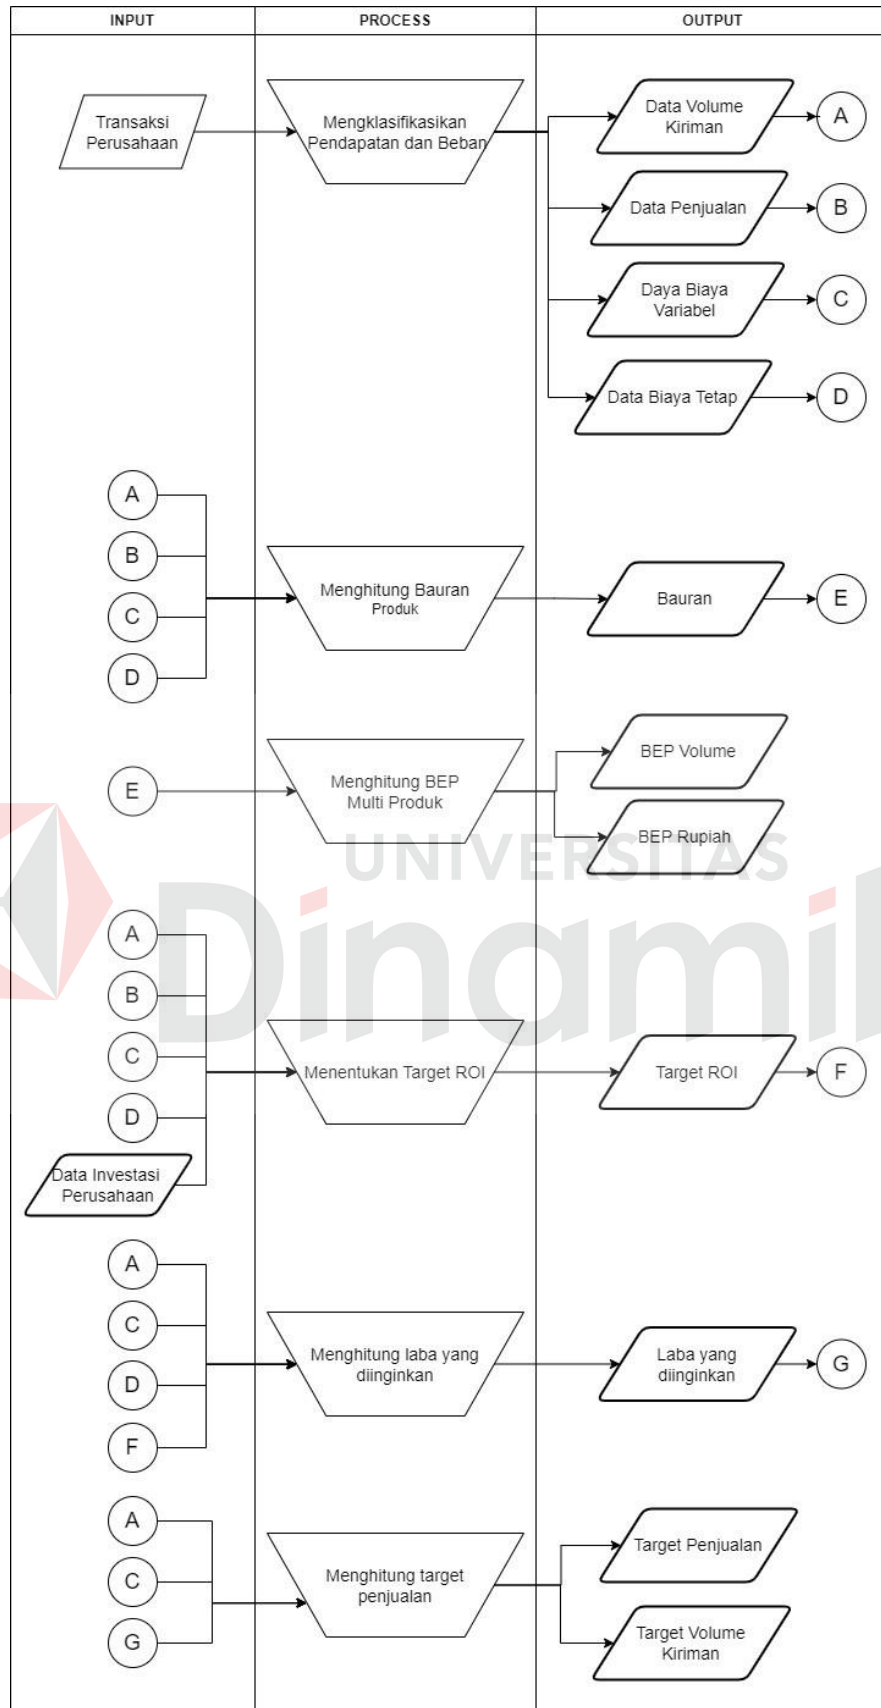 INPUT
PROCESS
OUTPUT
Transaksi
Perusahaan
Mengklasifikasikan
Pendapatan dan Beban
Data Volume
Kiriman
A
Data Penjualan
B
Daya Biaya
Variabel
C
Data Biaya Tetap
D
A
B
C
D
Menghitung Bauran
Produk
Bauran
E
E
Menghitung BEP
Multi Produk
BEP Volume
BEP Rupiah
UNIVERSITAS
Dinamik
A
B
C
D
Data Investasi
Perusahaan
Menentukan Target ROI
Target ROI
F
A
C
D
F
Menghitung laba yang
diinginkan
Laba yang
diinginkan
G
A
C
G
Menghitung target
penjualan
Target Penjualan
Target Volume
Kiriman